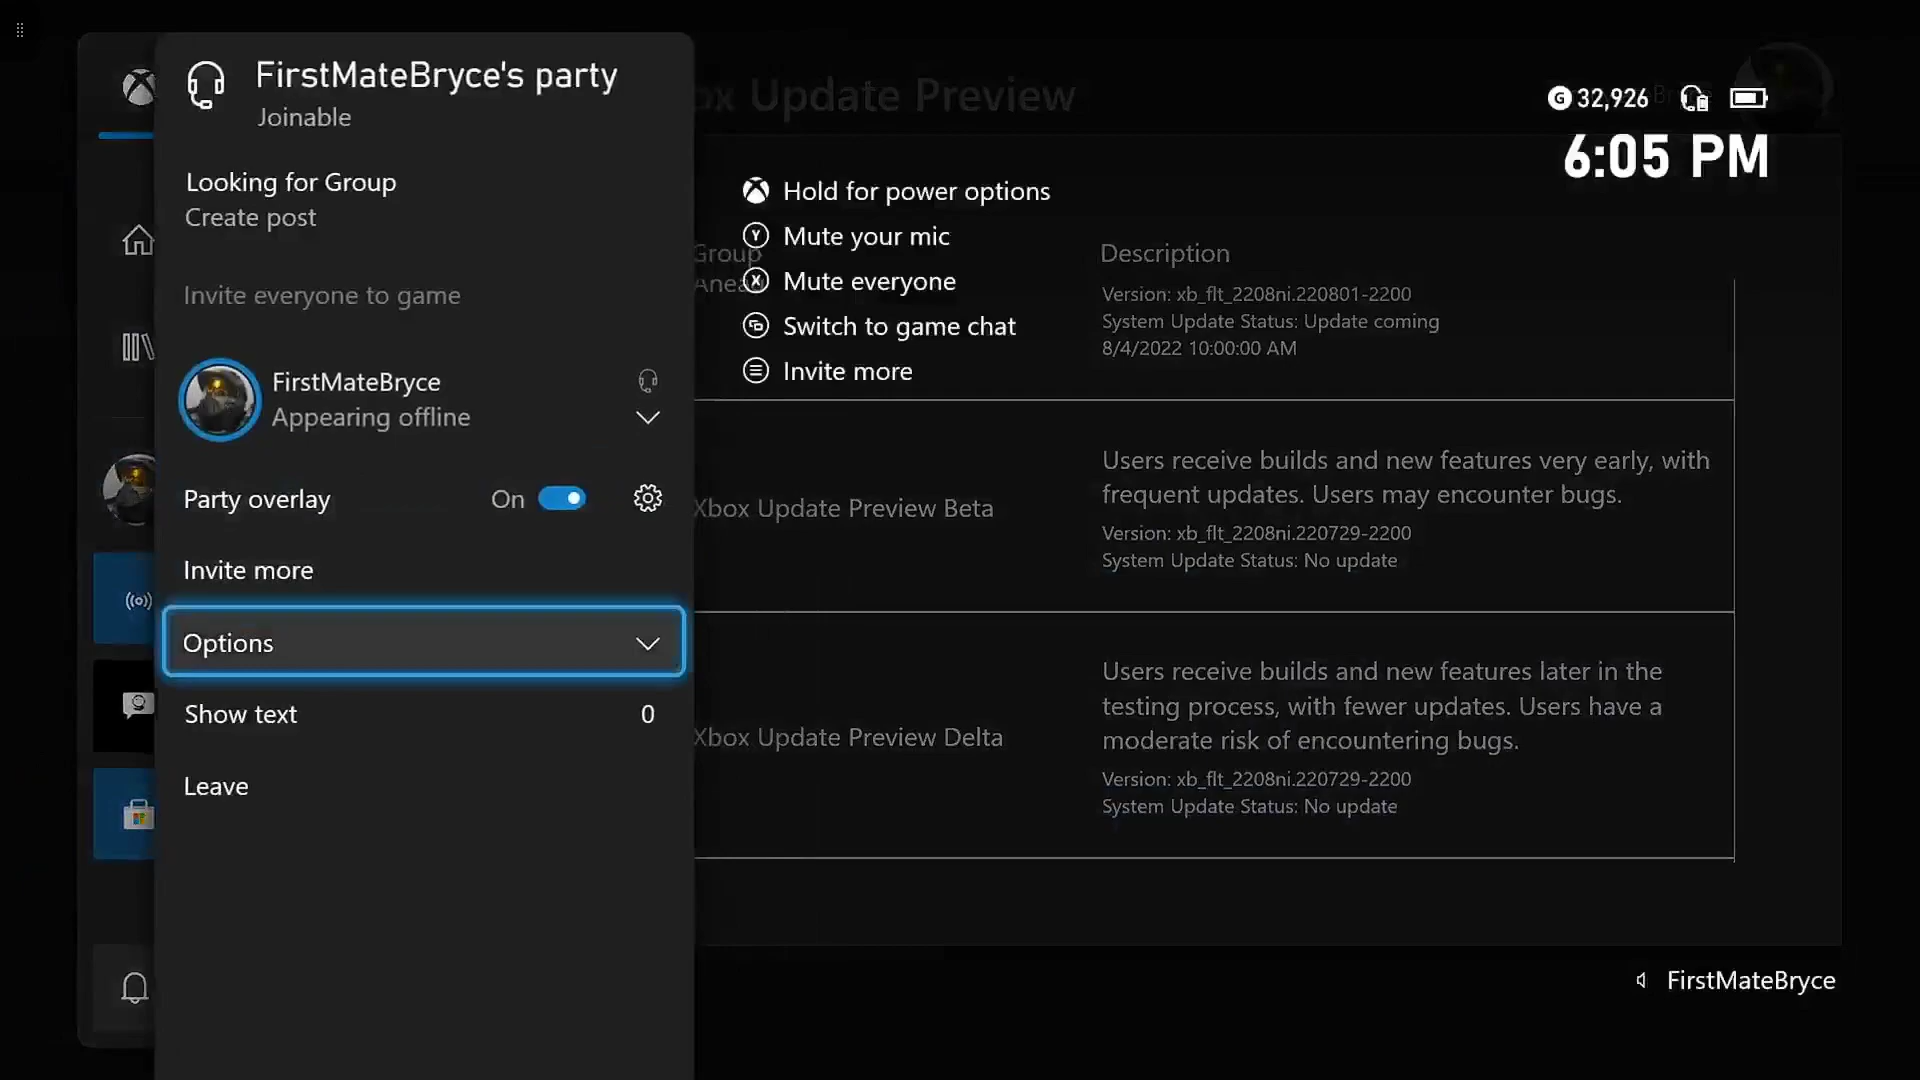 FirstMateBryce's party
Joinable
Looking for Group
Create post
Invite everyone to game
FirstMateBryce
Appearing offline
Party overlay
On
Invite more
Options
Show text
0
Leave
Update Preview
G 32,926
6:05 PM
Hold for power options
Y Mute your mic
X Mute everyone
Switch to game chat
Invite more
Group
Description
Version: xb_flt_2208ni.220801-2200
System Update Status: Update coming
8/4/2022 10:00:00 AM
Xbox Update Preview Beta
Users receive builds and new features very early, with
frequent updates. Users may encounter bugs.
Version: xb_flt_2208ni.220729-2200
System Update Status: No update
Xbox Update Preview Delta
Users receive builds and new features later in the
testing process, with fewer updates. Users have a
moderate risk of encountering bugs.
Version: xb_flt_2208ni.220729-2200
System Update Status: No update
FirstMateBryce